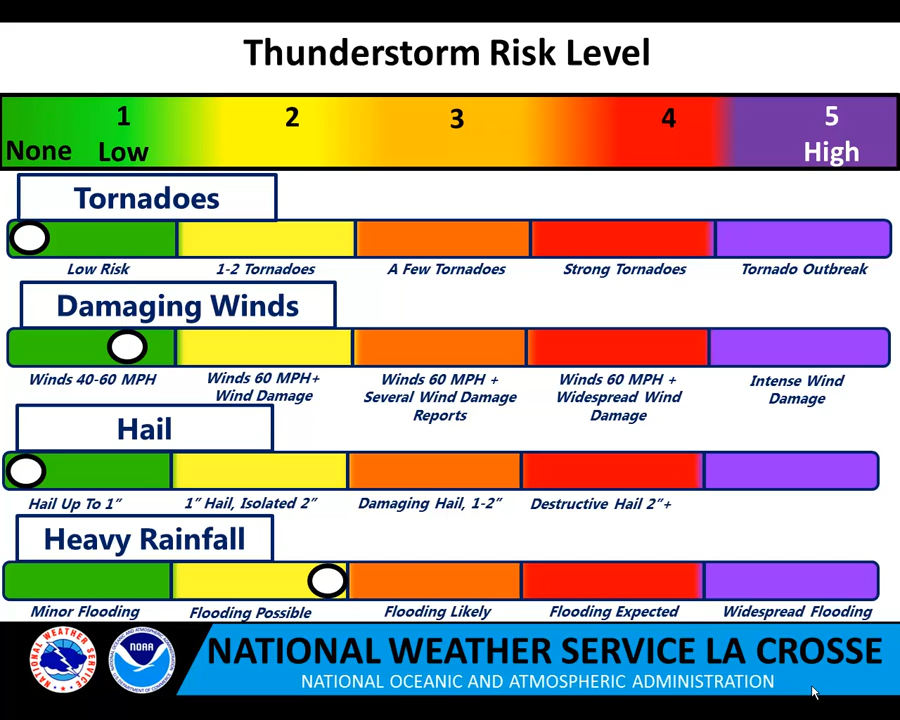 Thunderstorm Risk Level
1 2 3 4 5
None Low High
Tornadoes
Low Risk 1-2 Tornadoes A Few Tornadoes Strong Tornadoes Tornado Outbreak
Damaging Winds
Winds 40-60 MPH Winds 60 MPH+ Winds 60 MPH + Winds 60 MPH + Intense Wind
Wind Damage Several Wind Damage Widespread Wind Damage
Reports Damage
Hail
Hail Up To 1” 1” Hail, Isolated 2” Damaging Hail, 1-2” Destructive Hail 2”+
Heavy Rainfall
Minor Flooding Flooding Possible Flooding Likely Flooding Expected Widespread Flooding
NATIONAL WEATHER SERVICE LA CROSSE
NATIONAL OCEANIC AND ATMOSPHERIC ADMINISTRATION
NATIONAL WEATHER SERVICE
NOAA